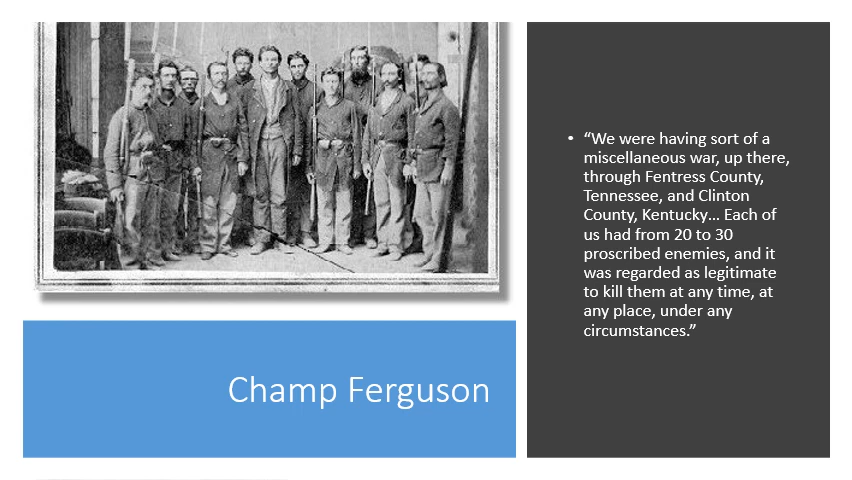 Champ Ferguson
• “We were having sort of a
miscellaneous war, up there,
through Fentress County,
Tennessee, and Clinton
County, Kentucky… Each of
us had from 20 to 30
proscribed enemies, and it
was regarded as legitimate
to kill them at any time, at
any place, under any
circumstances.”